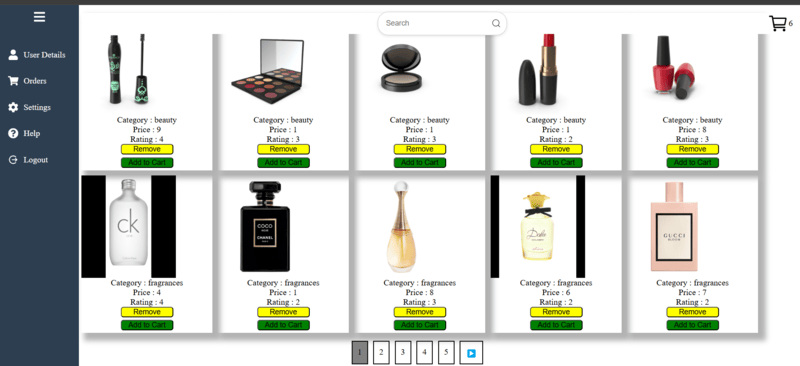 Search
6
User Details
Orders
Settings
Help
Logout
Category : beauty
Price : 9
Rating : 4
Remove
Add to Cart
Category : beauty
Price : 1
Rating : 3
Remove
Add to Cart
Category : beauty
Price : 1
Rating : 3
Remove
Add to Cart
Category : beauty
Price : 1
Rating : 2
Remove
Add to Cart
Category : beauty
Price : 8
Rating : 3
Remove
Add to Cart
ck
Category : fragrances
Price : 4
Rating : 4
Remove
Add to Cart
COCO
NOIR
CHANEL
Category : fragrances
Price : 1
Rating : 2
Remove
Add to Cart
Category : fragrances
Price : 8
Rating : 3
Remove
Add to Cart
Dolce
Category : fragrances
Price : 6
Rating : 2
Remove
Add to Cart
GUCCI
BLOOM
Category : fragrances
Price : 7
Rating : 2
Remove
Add to Cart
1
2
3
4
5